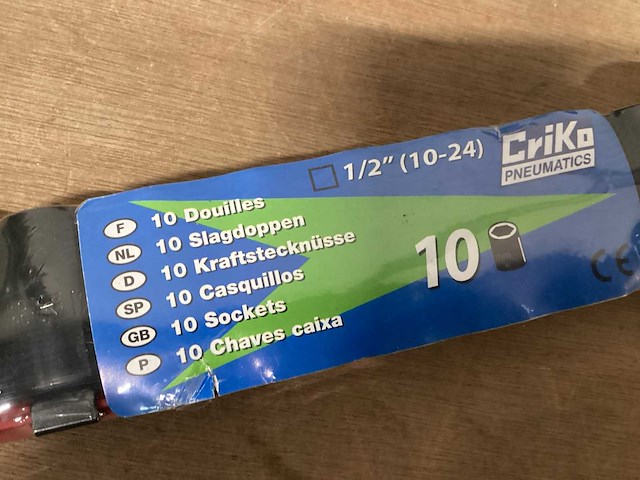 1/2" (10-24)
CriKo
PNEUMATICS
F 10 Douilles
NL 10 Slagdoppen
D 10 Kraftstecknüsse
SP 10 Casquillos
GB 10 Sockets
P 10 Chaves caixa
10
CE